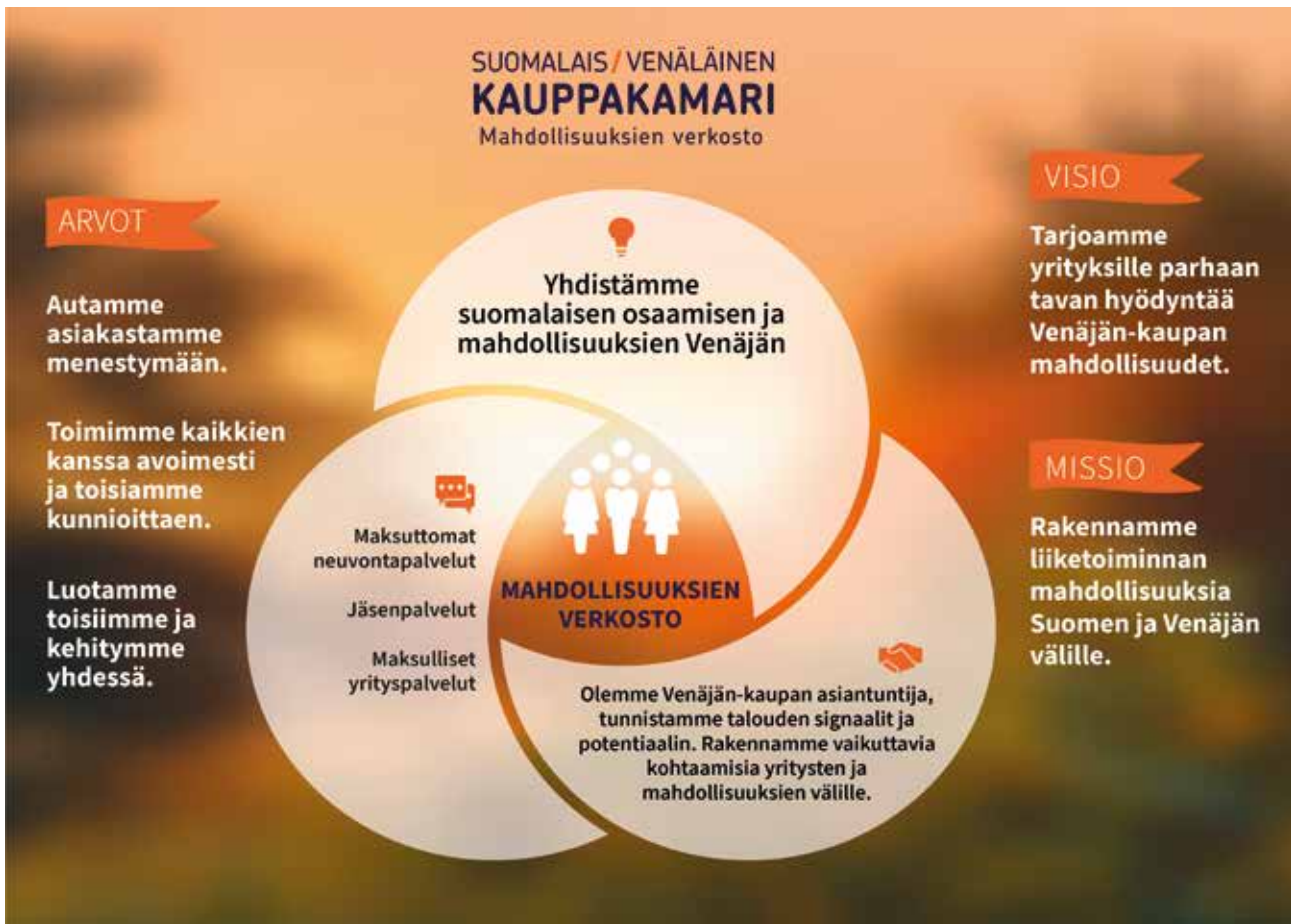 SUOMALAIS / VENÄLÄINEN
KAUPPAKAMARI
Mahdollisuuksien verkosto
ARVOT
Autamme
asiakastamme
menestymään.
Toimimme kaikkien
kanssa avoimesti
ja toisiamme
kunnioittaen.
Luotamme
toisiimme ja
kehitymme
yhdessä.
Yhdistämme
suomalaisen osaamisen ja
mahdollisuuksien Venäjän
Maksuttomat
neuvontapalvelut
Jäsenpalvelut
Maksulliset
yrityspalvelut
MAHDOLLISUUKSIEN
VERKOSTO
Olemme Venäjän-kaupan asiantuntija,
tunnistamme talouden signaalit ja
potentiaalin. Rakennamme vaikuttavia
kohtaamisia yritysten ja
mahdollisuuksien välille.
VISIO
Tarjoamme
yrityksille parhaan
tavan hyödyntää
Venäjän-kaupan
mahdollisuudet.
MISSIO
Rakennamme
liiketoiminnan
mahdollisuuksia
Suomen ja Venäjän
välille.